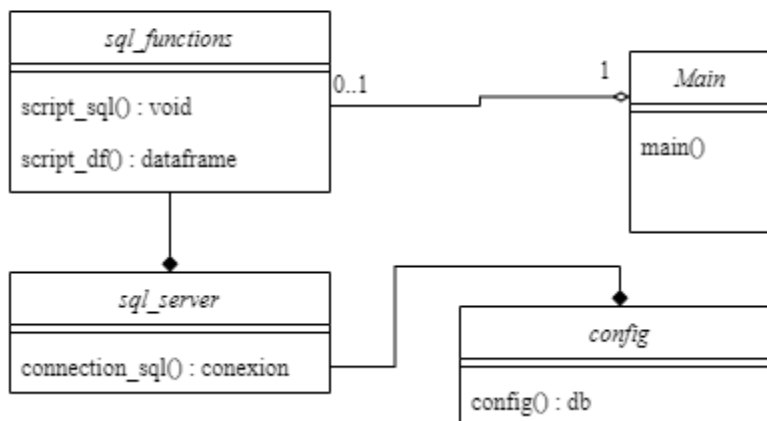 sql_functions
script_sql() : void
script_df() : dataframe
0..1
1
Main
main()
sql_server
connection_sql() : conexion
config
config() : db